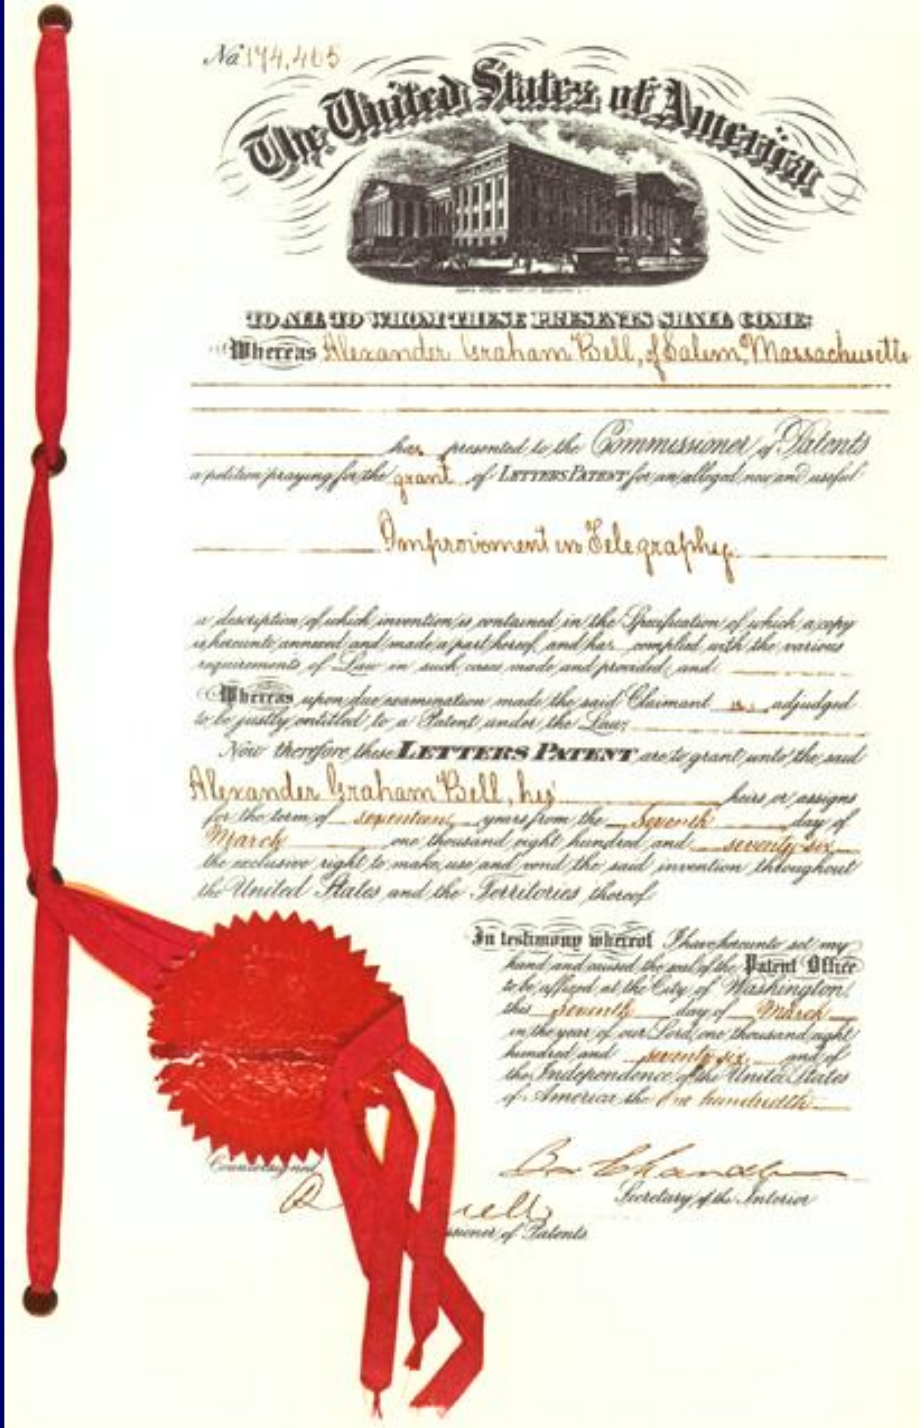 No. 174,465
The United States of America
TO ALL TO WHOM THESE PRESENTS SHALL COME:
Whereas Alexander Graham Bell, of Salem, Massachusetts
has presented to the Commissioner of Patents
a petition praying for the grant of LETTERS PATENT for an alleged new and useful
Improvement in Telegraphy.
a description of which invention is contained in the Specification of which a copy
is hereunto annexed and made a part hereof, and has complied with the various
requirements of Law in such cases made and provided, and
Whereas upon due examination made the said Claimant is adjudged
to be justly entitled to a Patent under the Law;
Now therefore these LETTERS PATENT are to grant unto the said
Alexander Graham Bell, his heirs or assigns
for the term of seventeen years from the seventh day of
March one thousand eight hundred and seventy-six
the exclusive right to make, use and vend the said invention throughout
the United States and the Territories thereof.
In testimony whereof I have hereunto set my
hand and caused the seal of the Patent Office
to be affixed at the City of Washington
this seventh day of March
in the year of our Lord one thousand eight
hundred and seventy-six and of
the Independence of the United States
of America the one hundredth.
Countersigned
Secretary of the Interior
of Patents